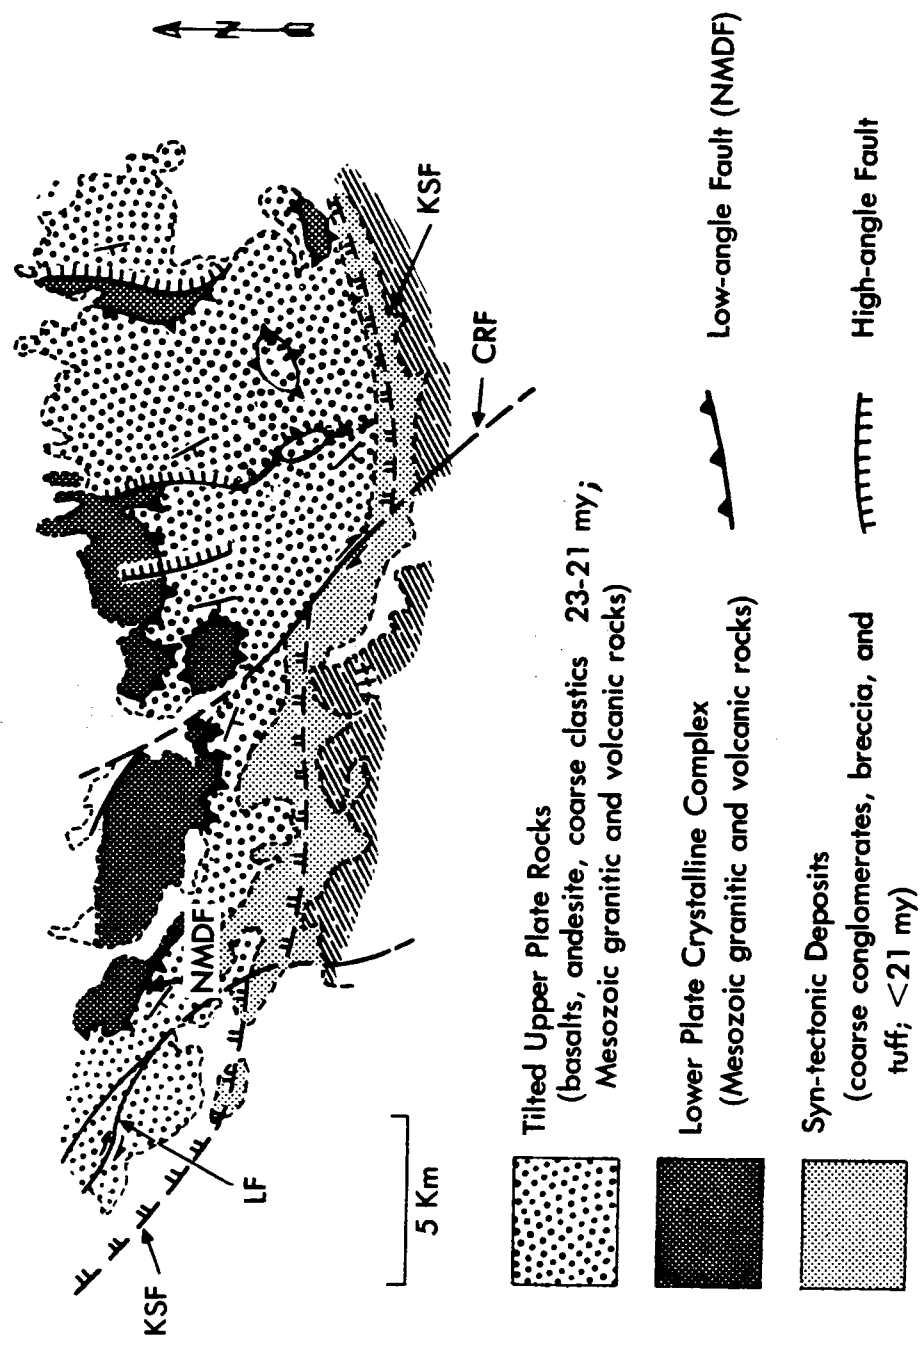 N
KSF
CRF
NMDF
LF
KSF
5 Km
Tilted Upper Plate Rocks
(basalts, andesite, coarse clastics 23-21 my;
Mesozoic granitic and volcanic rocks)
Lower Plate Crystalline Complex
(Mesozoic granitic and volcanic rocks)
Syn-tectonic Deposits
(coarse conglomerates, breccia, and
tuff; <21 my)
Low-angle Fault (NMDF)
High-angle Fault